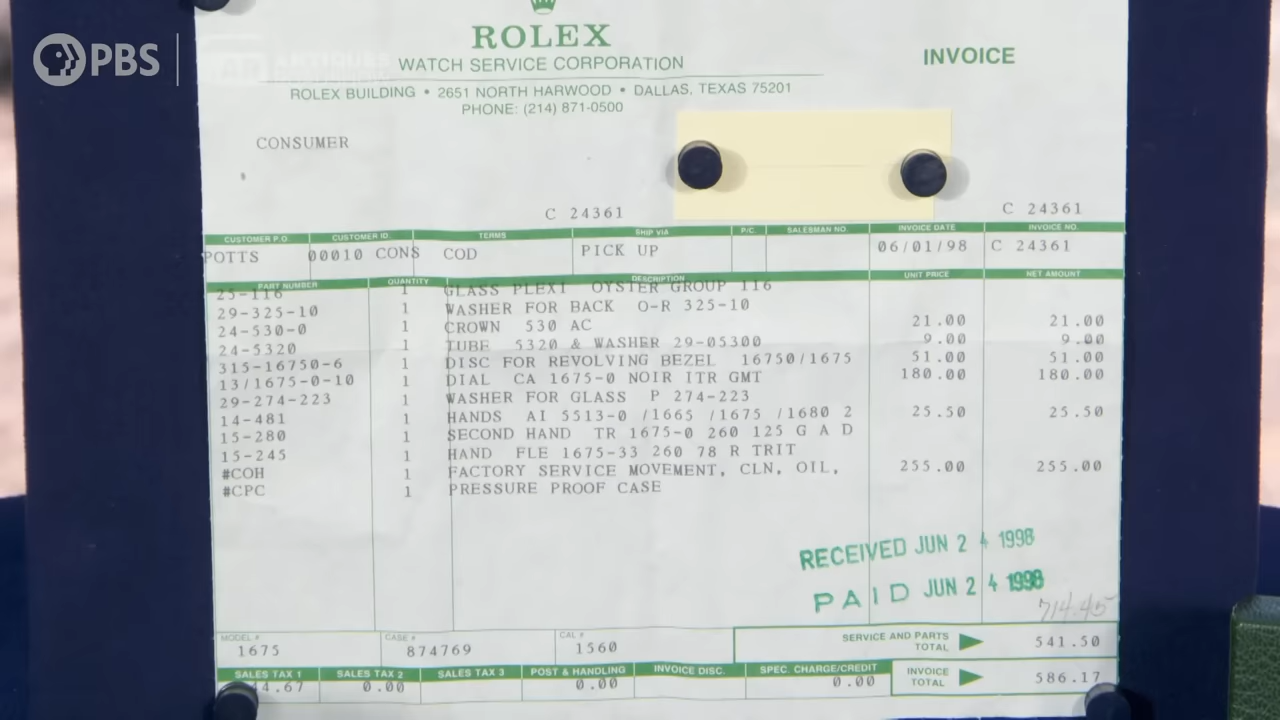 PBS
ANTIQUES
ROLEX
WATCH SERVICE CORPORATION
INVOICE
ROLEX BUILDING • 2651 NORTH HARWOOD • DALLAS, TEXAS 75201
PHONE: (214) 871-0500
CONSUMER
C 24361 C 24361
CUSTOMER P.O. CUSTOMER ID. TERMS SHIP VIA P/C. SALESMAN NO. INVOICE DATE INVOICE NO.
POTTS 00010 CONS COD PICK UP 06/01/98 C 24361
PART NUMBER QUANTITY DESCRIPTION UNIT PRICE NET AMOUNT
25-116 1 GLASS PLEXI OYSTER GROUP 116
29-325-10 1 WASHER FOR BACK O-R 325-10
24-530-0 1 CROWN 530 AC 21.00 21.00
24-5320 1 TUBE 5320 & WASHER 29-05300 9.00 9.00
315-16750-6 1 DISC FOR REVOLVING BEZEL 16750/1675 51.00 51.00
13/1675-0-10 1 DIAL CA 1675-0 NOIR ITR GMT 180.00 180.00
29-274-223 1 WASHER FOR GLASS P 274-223
14-481 1 HANDS AI 5513-0 /1665 /1675 /1680 2 25.50 25.50
15-280 1 SECOND HAND TR 1675-0 260 125 G A D
15-245 1 HAND FLE 1675-33 260 78 R TRIT
#COH 1 FACTORY SERVICE MOVEMENT, CLN, OIL, 255.00 255.00
#CPC 1 PRESSURE PROOF CASE
RECEIVED JUN 24 1998
PAID JUN 24 1998
714.45
MODEL # CASE # CAL # SERVICE AND PARTS TOTAL 541.50
1675 874769 1560
SALES TAX 1 SALES TAX 2 SALES TAX 3 POST & HANDLING INVOICE DISC. SPEC. CHARGE/CREDIT INVOICE TOTAL 586.17
44.67 0.00 0.00 0.00